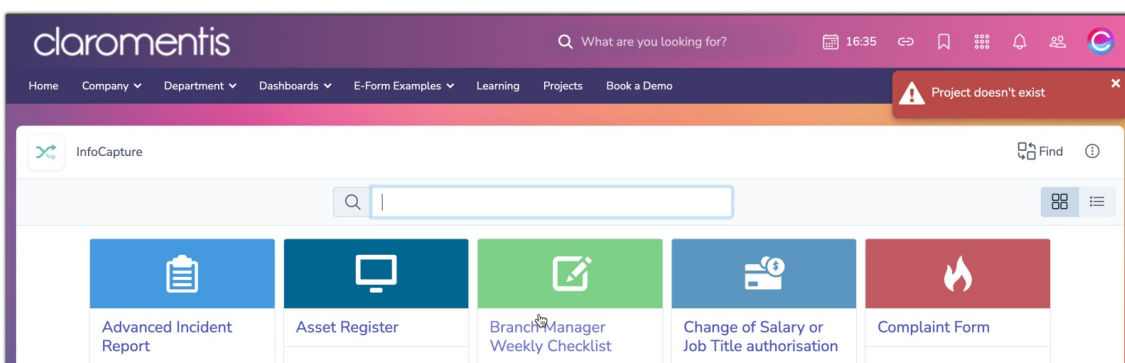 claromentis
What are you looking for?
16:35
Home Company Department Dashboards E-Form Examples Learning Projects Book a Demo
Project doesn't exist
InfoCapture
Find
Advanced Incident
Report
Asset Register
Branch Manager
Weekly Checklist
Change of Salary or
Job Title authorisation
Complaint Form